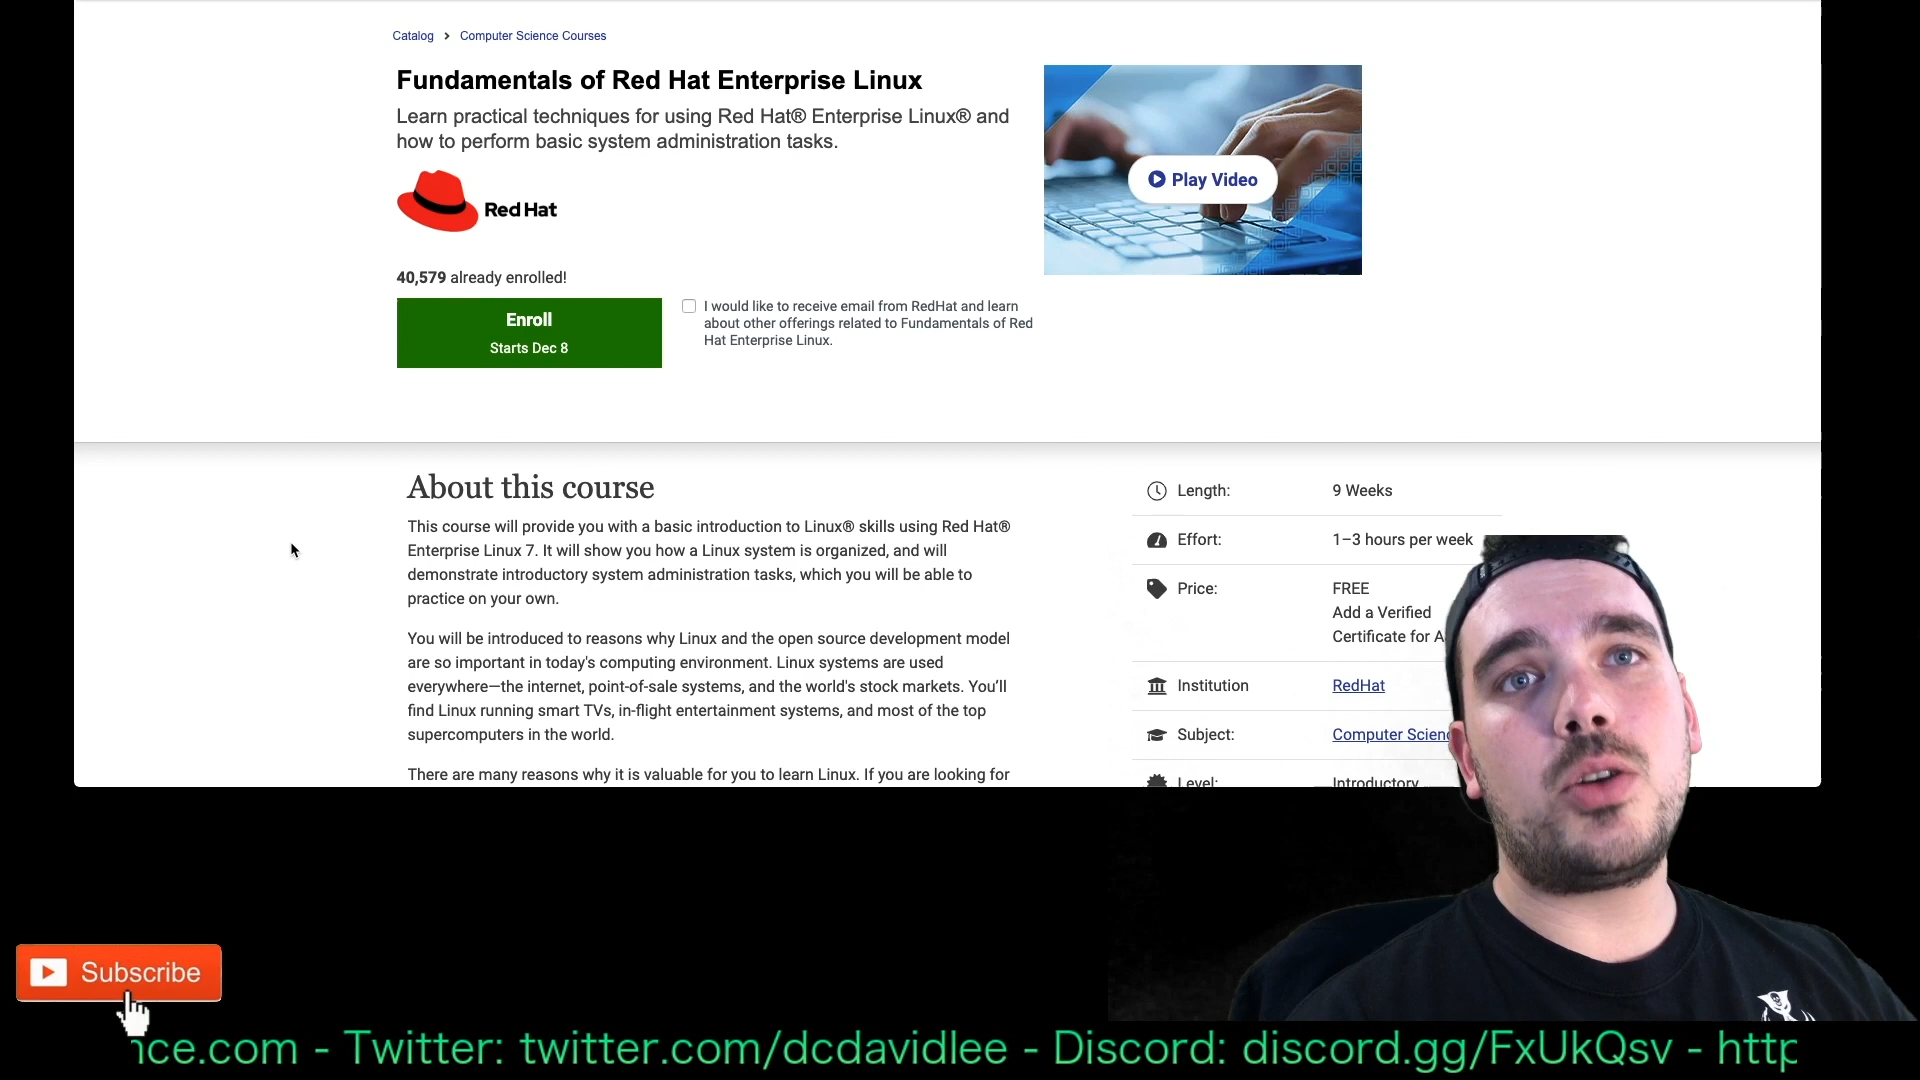 Catalog > Computer Science Courses
Fundamentals of Red Hat Enterprise Linux
Learn practical techniques for using Red Hat® Enterprise Linux® and
how to perform basic system administration tasks.
Red Hat
Play Video
40,579 already enrolled!
Enroll
Starts Dec 8
I would like to receive email from RedHat and learn
about other offerings related to Fundamentals of Red
Hat Enterprise Linux.
About this course
This course will provide you with a basic introduction to Linux® skills using Red Hat®
Enterprise Linux 7. It will show you how a Linux system is organized, and will
demonstrate introductory system administration tasks, which you will be able to
practice on your own.
You will be introduced to reasons why Linux and the open source development model
are so important in today's computing environment. Linux systems are used
everywhere—the internet, point-of-sale systems, and the world's stock markets. You'll
find Linux running smart TVs, in-flight entertainment systems, and most of the top
supercomputers in the world.
There are many reasons why it is valuable for you to learn Linux. If you are looking for
Length: 9 Weeks
Effort: 1–3 hours per week
Price: FREE
Add a Verified
Certificate for
Institution RedHat
Subject: Computer
Level: Introductory
Subscribe
nce.com - Twitter: twitter.com/dcdavidlee - Discord: discord.gg/FxUkQsv - http